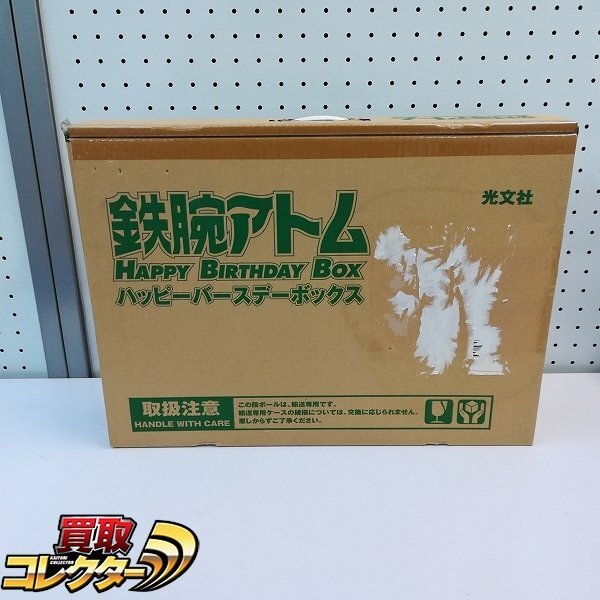 鉄腕アトム
HAPPY BIRTHDAY BOX
ハッピーバースデーボックス
光文社
取扱注意
HANDLE WITH CARE
この段ボールは、輸送専用です。
輸送専用ケースの破損については、交換に応じられません。
悪しからずご了承ください。
買取
KAITORI COLLECTOR
コレクター